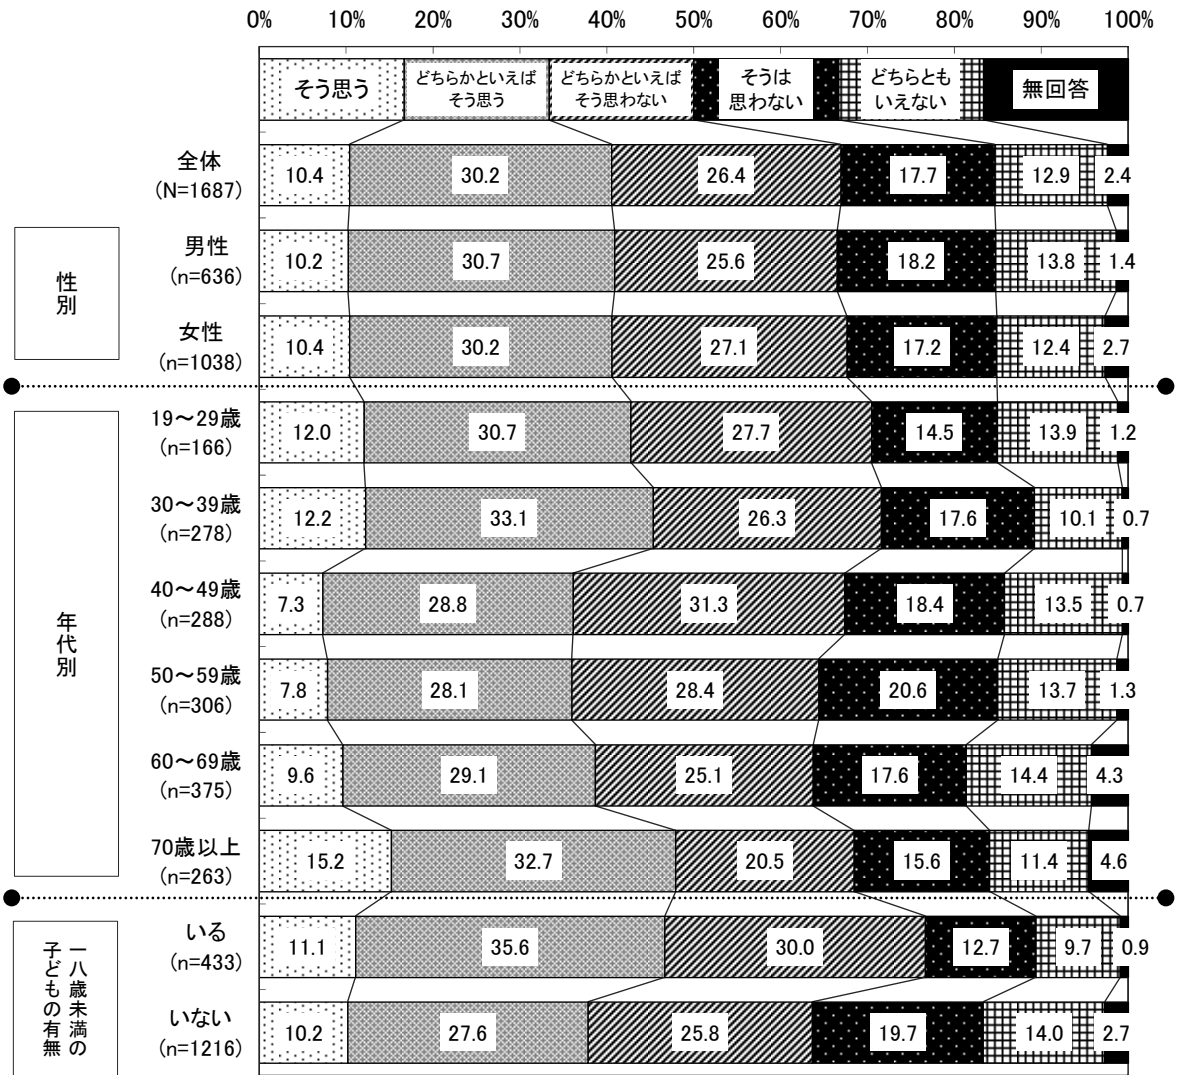 0% 10% 20% 30% 40% 50% 60% 70% 80% 90% 100%
そう思う
どちらかといえば
そう思う
どちらかといえば
そう思わない
そうは
思わない
どちらとも
いえない
無回答
全体
(N=1687)
10.4 30.2 26.4 17.7 12.9 2.4
性別
男性
(n=636)
10.2 30.7 25.6 18.2 13.8 1.4
女性
(n=1038)
10.4 30.2 27.1 17.2 12.4 2.7
年代別
19～29歳
(n=166)
12.0 30.7 27.7 14.5 13.9 1.2
30～39歳
(n=278)
12.2 33.1 26.3 17.6 10.1 0.7
40～49歳
(n=288)
7.3 28.8 31.3 18.4 13.5 0.7
50～59歳
(n=306)
7.8 28.1 28.4 20.6 13.7 1.3
60～69歳
(n=375)
9.6 29.1 25.1 17.6 14.4 4.3
70歳以上
(n=263)
15.2 32.7 20.5 15.6 11.4 4.6
一八歳未満の
子どもの有無
いる
(n=433)
11.1 35.6 30.0 12.7 9.7 0.9
いない
(n=1216)
10.2 27.6 25.8 19.7 14.0 2.7